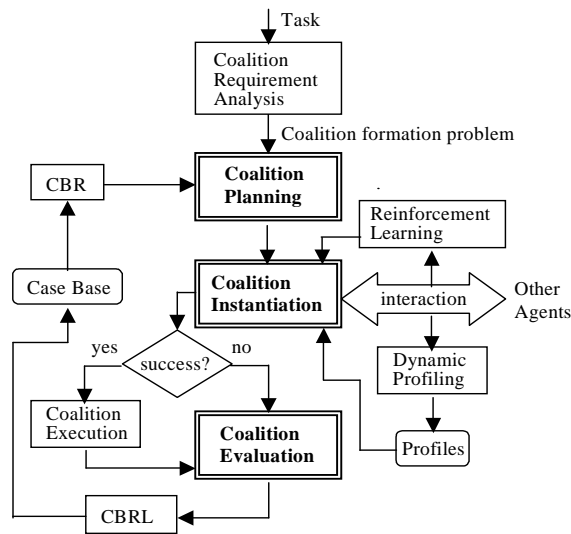 Task
Coalition
Requirement
Analysis
Coalition formation problem
CBR
Coalition
Planning
Reinforcement
Learning
Case Base
Coalition
Instantiation
interaction
Other
Agents
yes
success?
no
Dynamic
Profiling
Coalition
Execution
Coalition
Evaluation
Profiles
CBRL